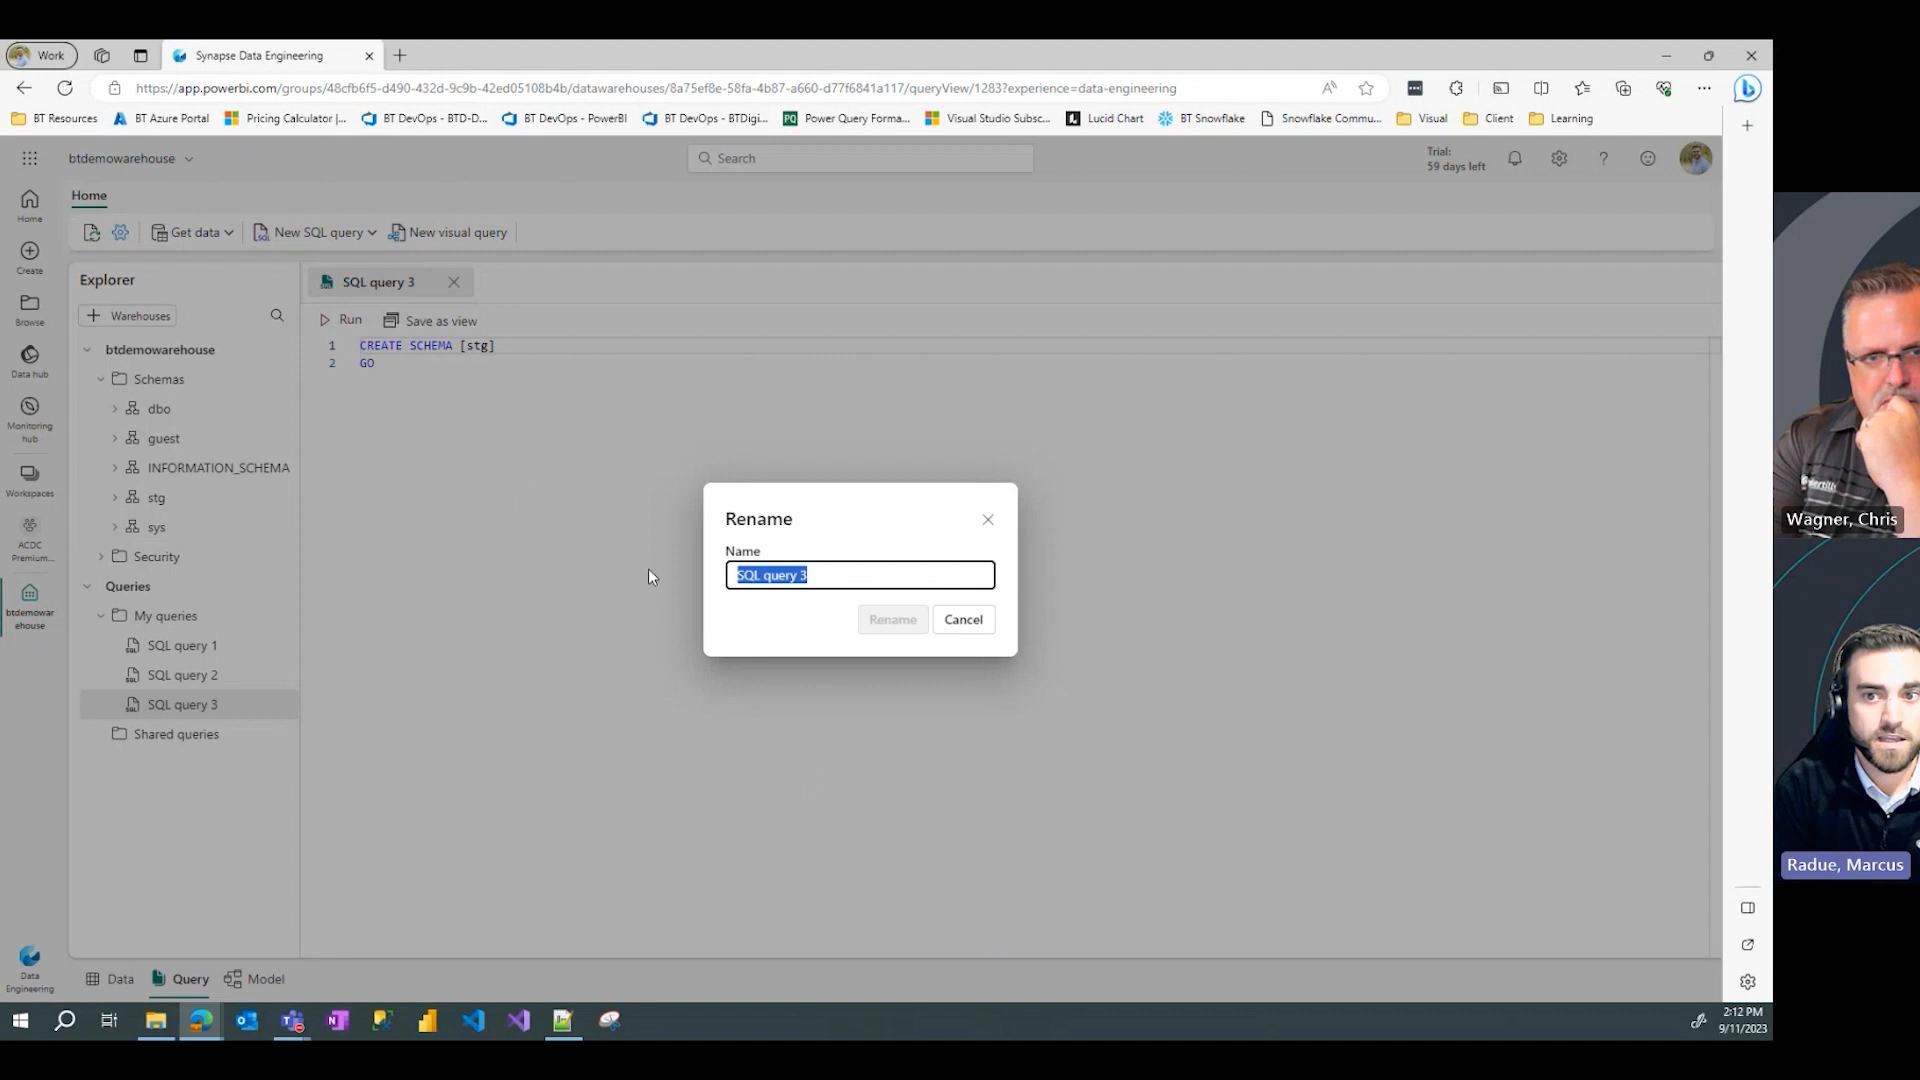 Work
Synapse Data Engineering
https://app.powerbi.com/groups/48cfb6f5-d490-432d-9c9b-42ed05108b4b/datawarehouses/8a75ef8e-58fa-4b87-a660-d77f6841a117/queryView/1283?experience=data-engineering
BT Resources
BT Azure Portal
Pricing Calculator |...
BT DevOps - BTD-D...
BT DevOps - PowerBI
BT DevOps - BTDigi...
Power Query Forma...
Visual Studio Subsc...
Lucid Chart
BT Snowflake
Snowflake Commu...
Visual
Client
Learning
btdemowarehouse
Search
Trial:
59 days left
Home
Create
Browse
Data hub
Monitoring
hub
Workspaces
ACDC
Premium...
btdemowar
ehouse
Data
Engineering
Home
Get data
New SQL query
New visual query
Explorer
Warehouses
btdemowarehouse
Schemas
dbo
guest
INFORMATION_SCHEMA
stg
sys
Security
Queries
My queries
SQL query 1
SQL query 2
SQL query 3
Shared queries
SQL query 3
Run
Save as view
1 CREATE SCHEMA [stg]
2 GO
Rename
Name
SQL query 3
Rename
Cancel
Data
Query
Model
2:12 PM
9/11/2023
Wagner, Chris
Radue, Marcus